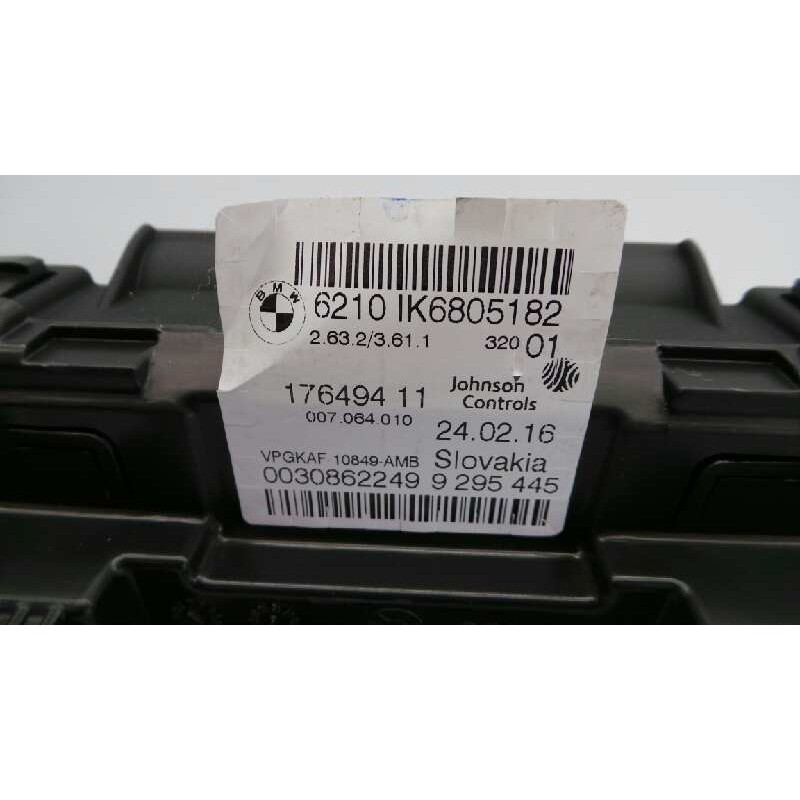 BMW
6210 IK6805182
2.63.2/3.61.1 320 01
176494 11 Johnson Controls
007.064.010 24.02.16
VPGKAF 10849-AMB Slovakia
0030862249 9 295 445